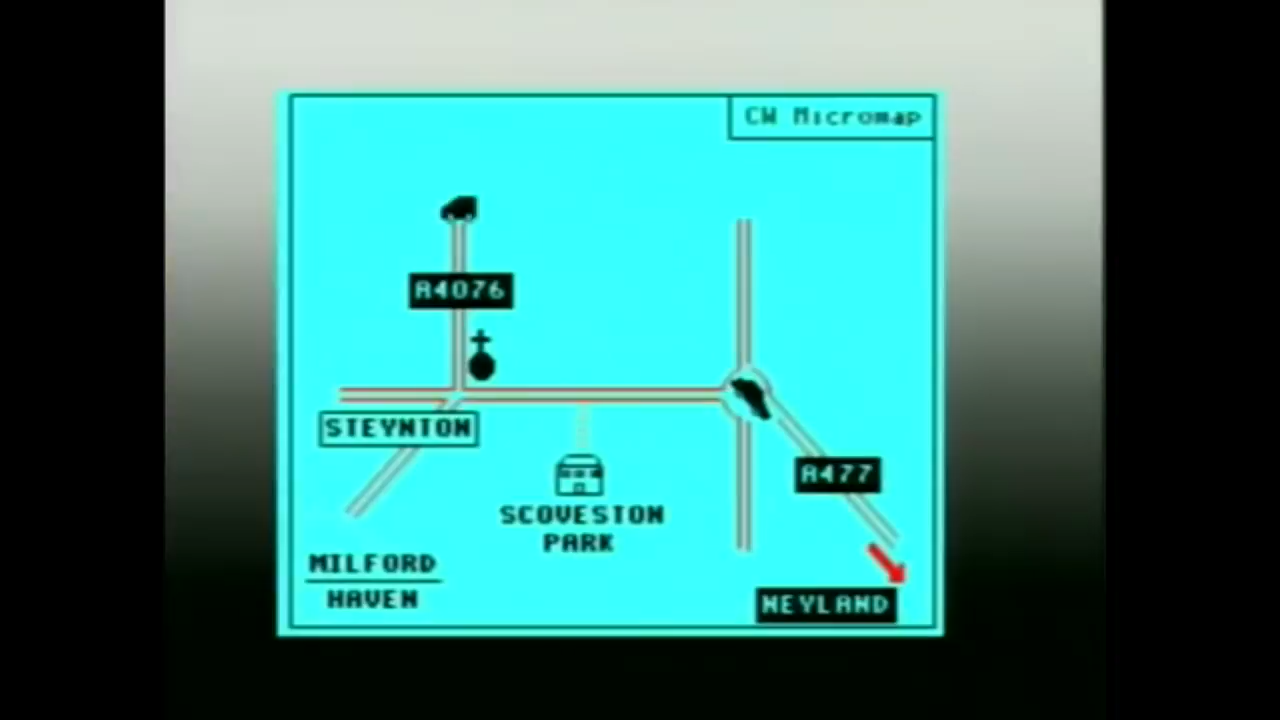 CW Micromap
A4076
STEYNTON
A477
SCOVESTON
PARK
MILFORD
HAVEN
NEYLAND